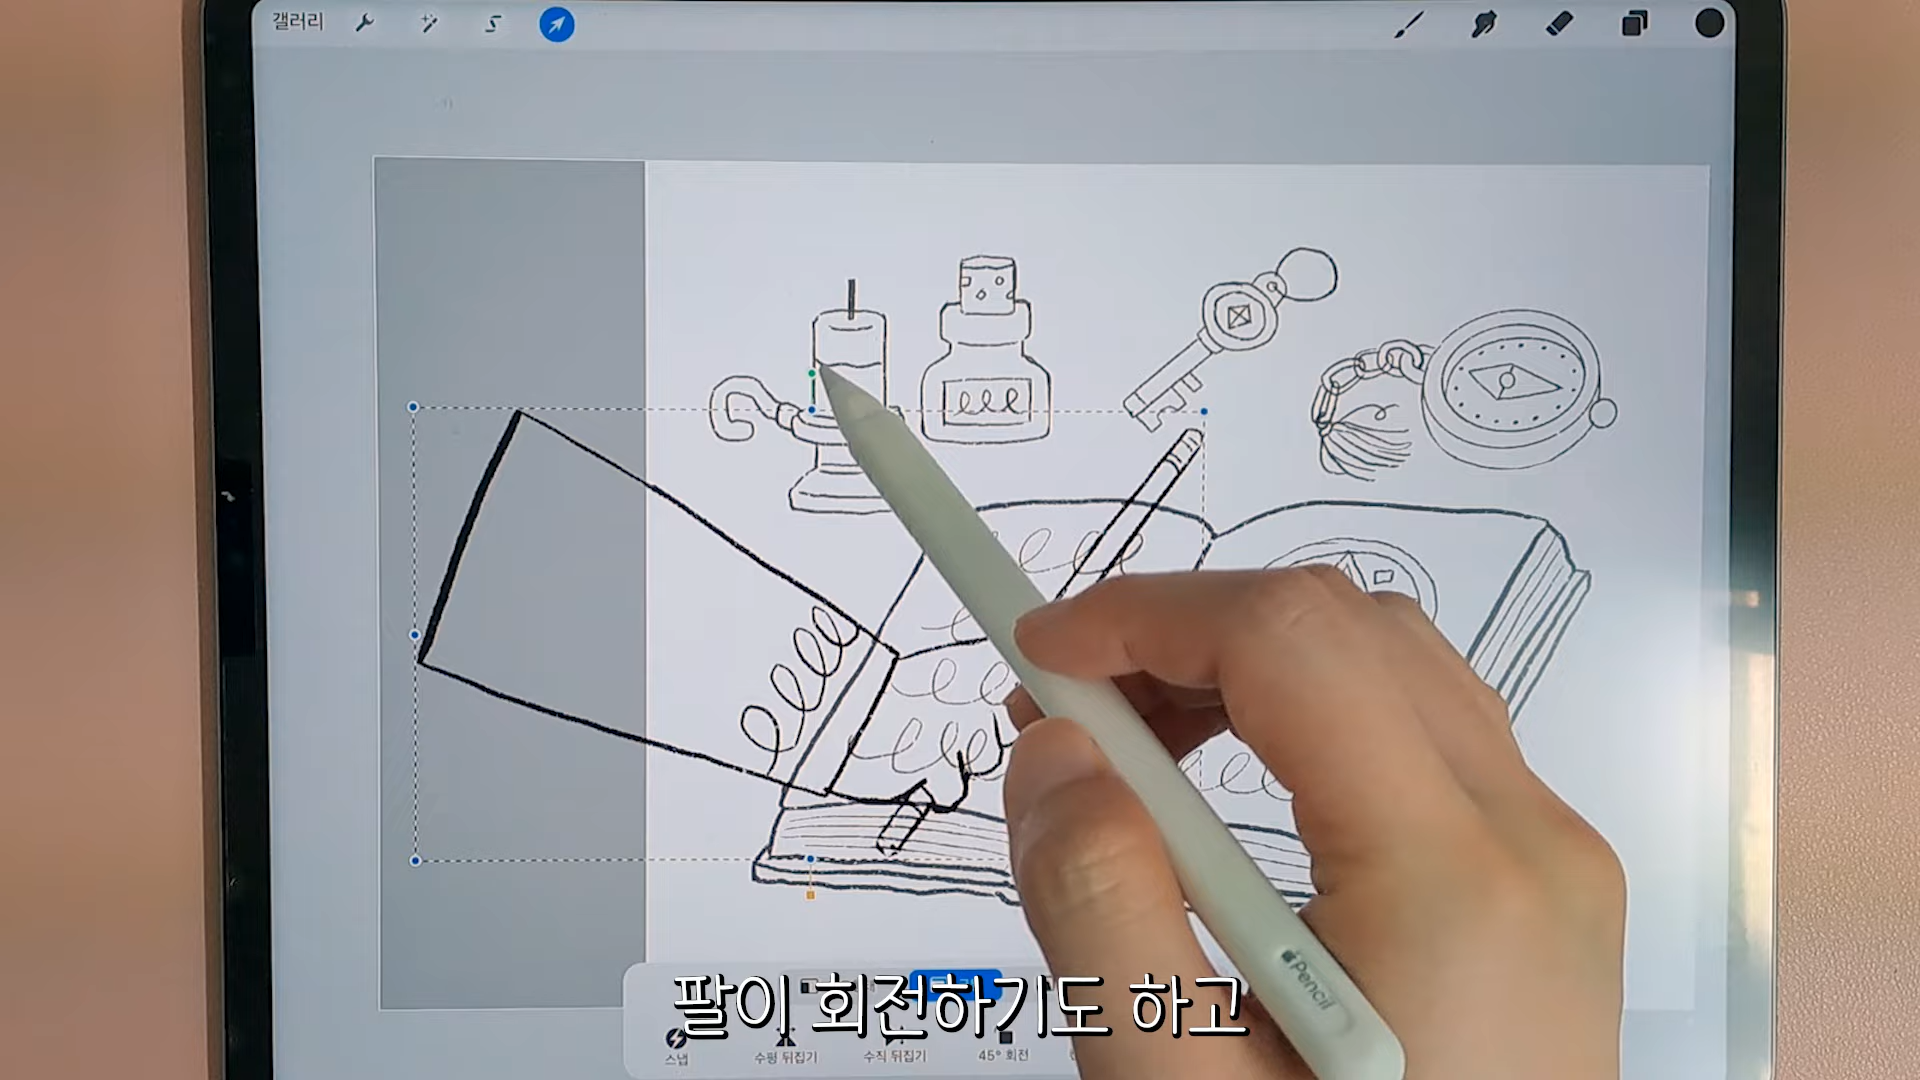 갤러리
Pencil
팔이 회전하기도 하고
스냅
수평 뒤집기
수직 뒤집기
45° 회전